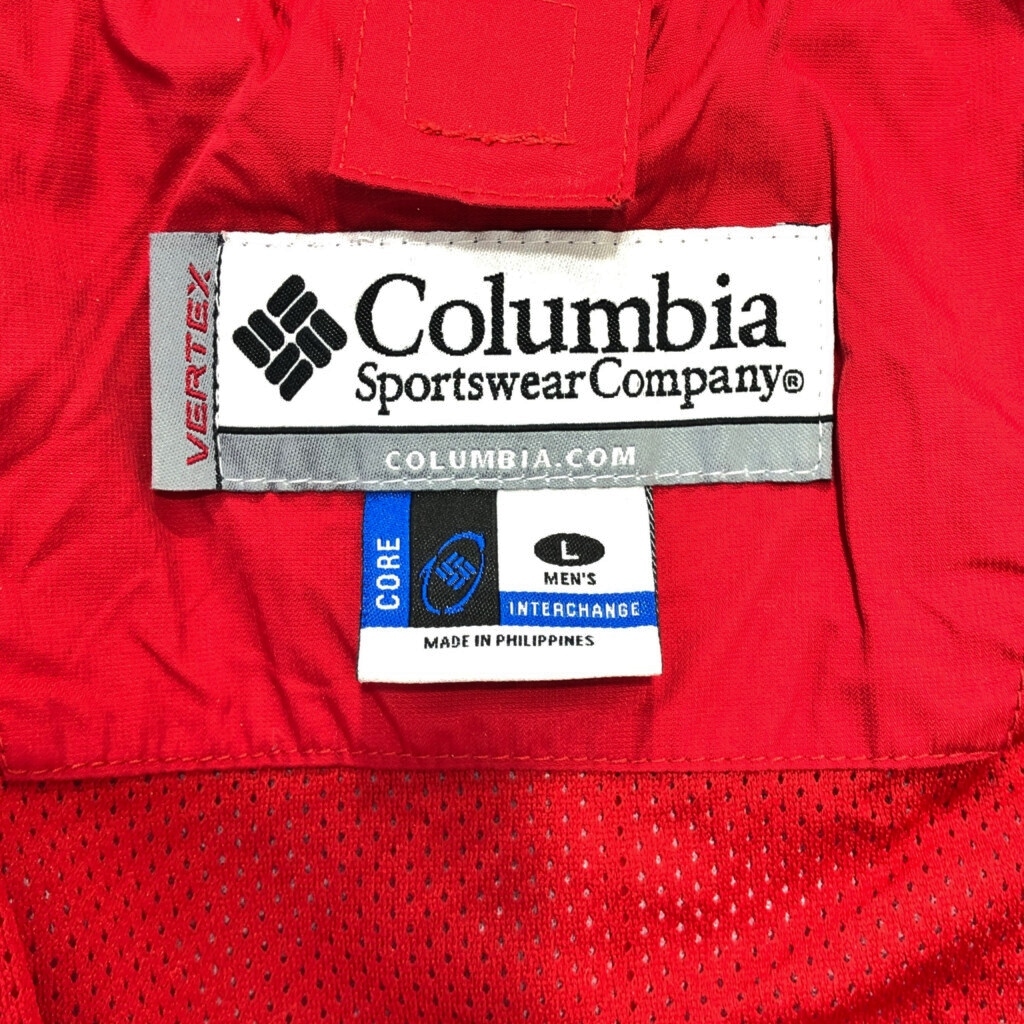 VERTEX
Columbia
Sportswear Company®
COLUMBIA.COM
CORE
L
MEN'S
INTERCHANGE
MADE IN PHILIPPINES